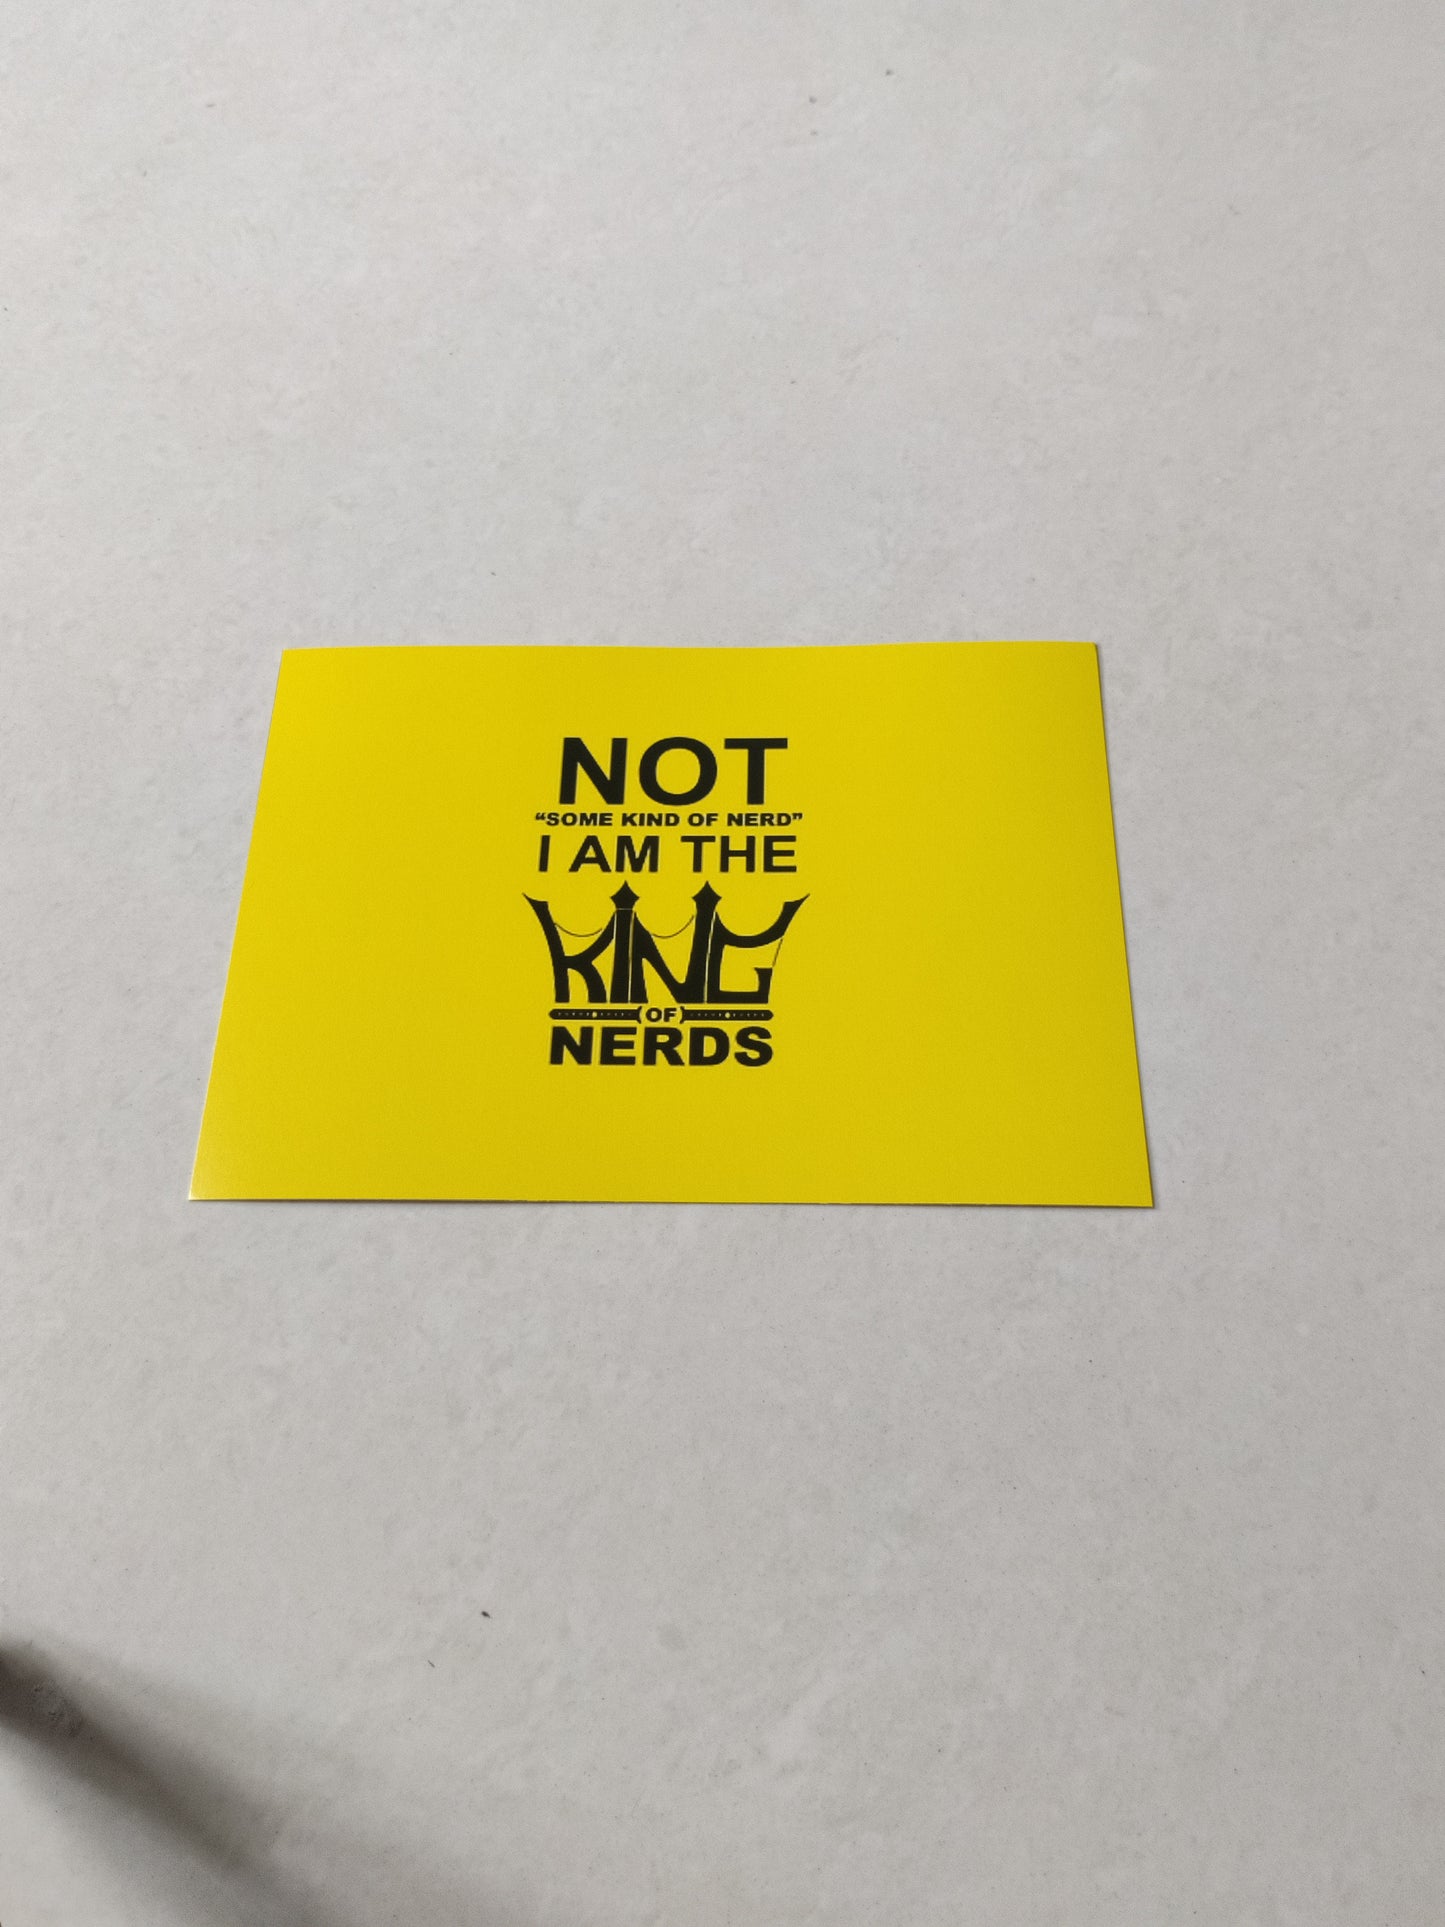 NOT
“SOME KIND OF NERD”
I AM THE
KING
OF
NERDS